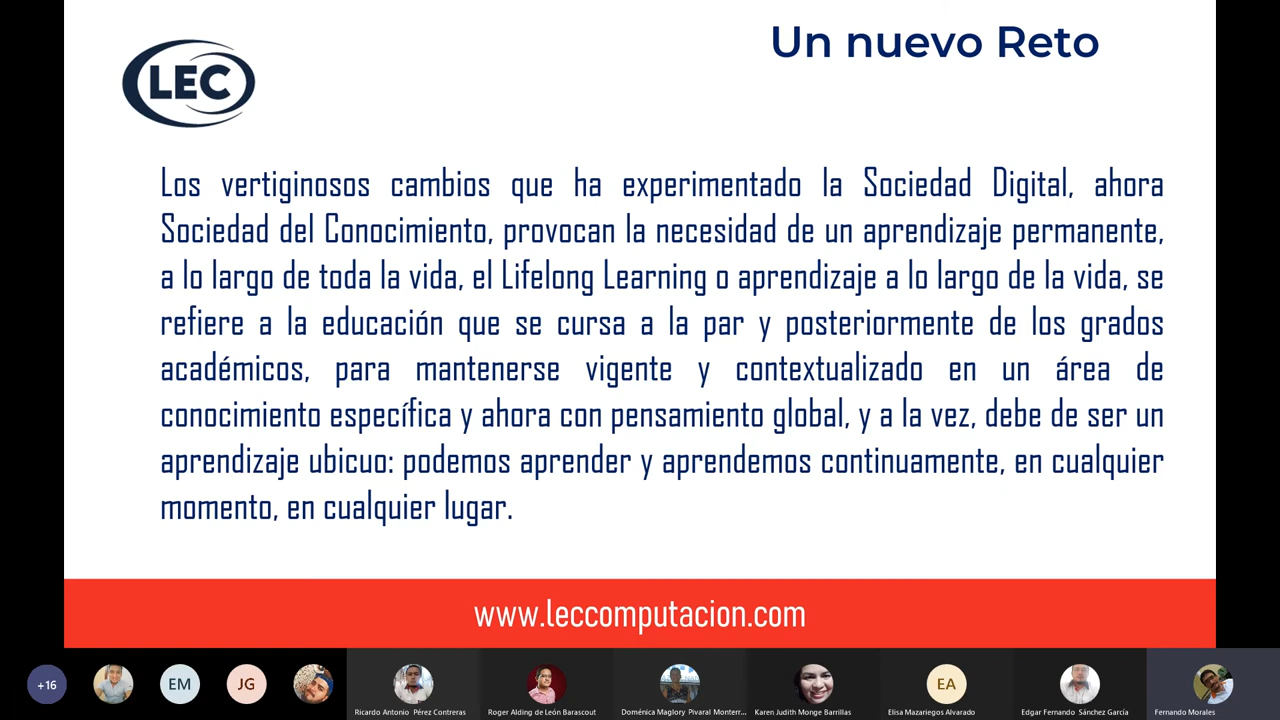 Un nuevo Reto
LEC
Los vertiginosos cambios que ha experimentado la Sociedad Digital, ahora
Sociedad del Conocimiento, provocan la necesidad de un aprendizaje permanente,
a lo largo de toda la vida, el Lifelong Learning o aprendizaje a lo largo de la vida, se
refiere a la educación que se cursa a la par y posteriormente de los grados
académicos, para mantenerse vigente y contextualizado en un área de
conocimiento específica y ahora con pensamiento global, y a la vez, debe de ser un
aprendizaje ubicuo: podemos aprender y aprendemos continuamente, en cualquier
momento, en cualquier lugar.
www.leccomputacion.com
+16
EM
JG
EA
Ricardo Antonio Pérez Contreras
Roger Alding de León Barascout
Doménica Maglory Pivaral Monterr...
Karen Judith Monge Barrillas
Elisa Mazariegos Alvarado
Edgar Fernando Sánchez García
Fernando Morales